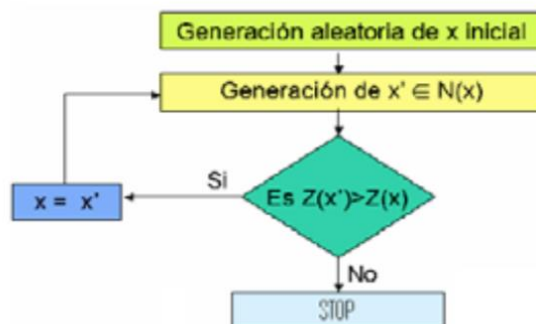 Generación aleatoria de x inicial
Generación de x' ∈ N(x)
Si
x = x'
Es Z(x')>Z(x)
No
STOP